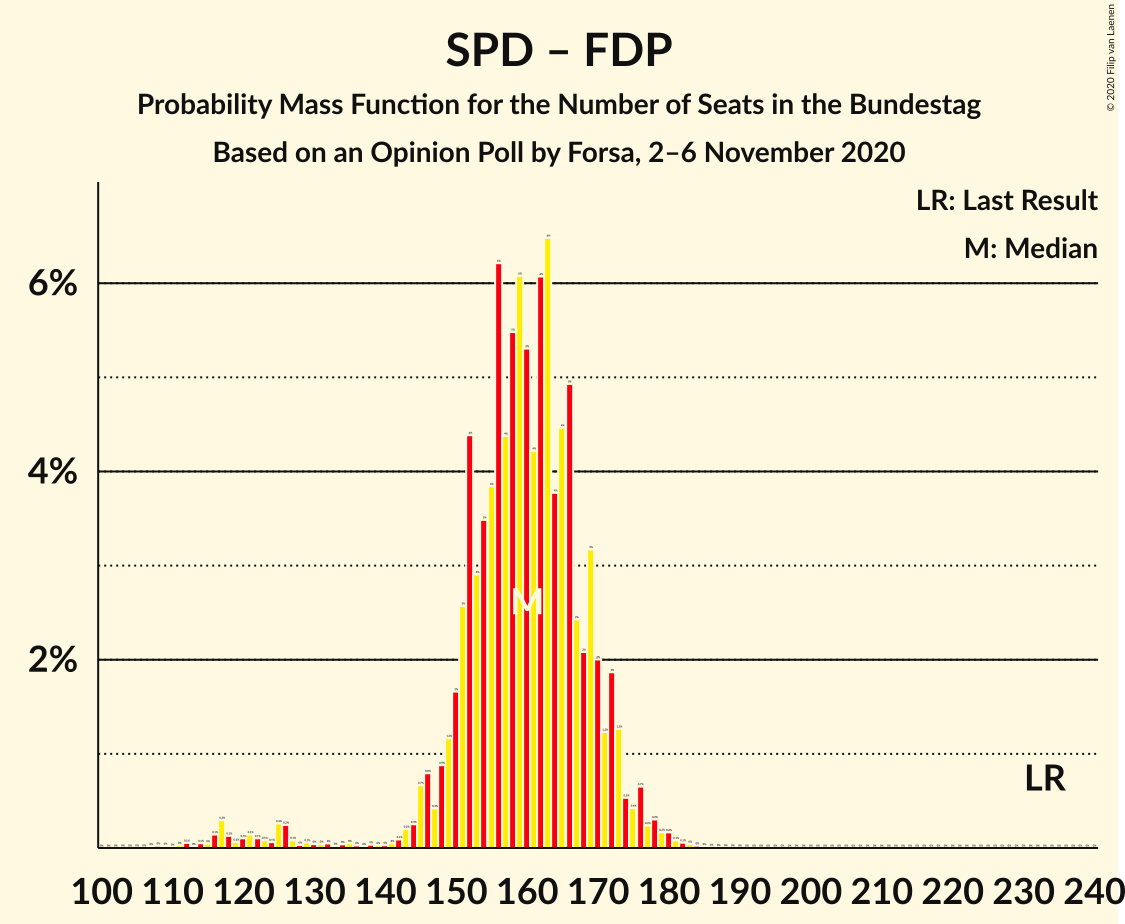 SPD – FDP
Probability Mass Function for the Number of Seats in the Bundestag
Based on an Opinion Poll by Forsa, 2–6 November 2020
© 2020 Filip van Laenen
LR: Last Result
M: Median
6%
4%
2%
M
LR
100 110 120 130 140 150 160 170 180 190 200 210 220 230 240